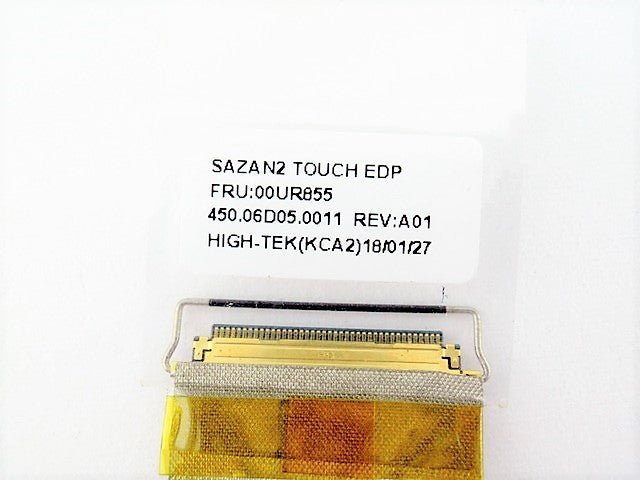 SAZAN2 TOUCH EDP
FRU:00UR855
450.06D05.0011 REV:A01
HIGH-TEK(KCA2)18/01/27